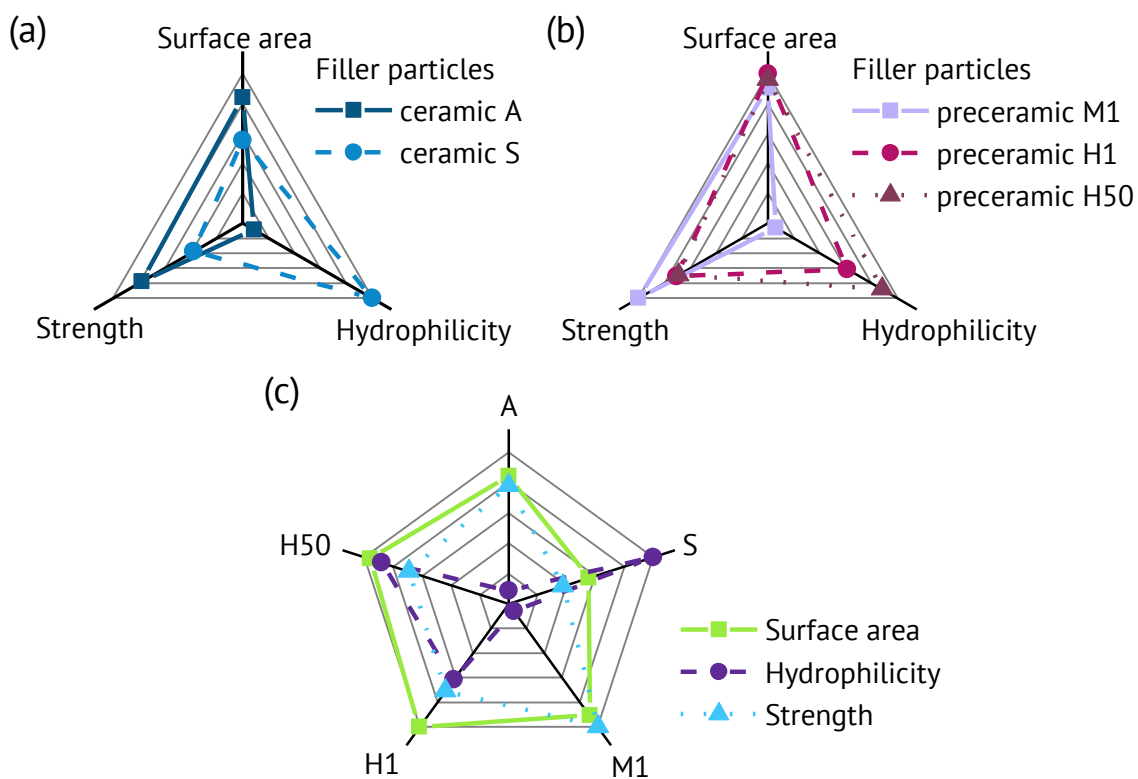 (a)
Surface area
Filler particles
ceramic A
ceramic S
Strength
Hydrophilicity
(b)
Surface area
Filler particles
preceramic M1
preceramic H1
preceramic H50
Strength
Hydrophilicity
(c)
A
H50
S
H1
M1
Surface area
Hydrophilicity
Strength